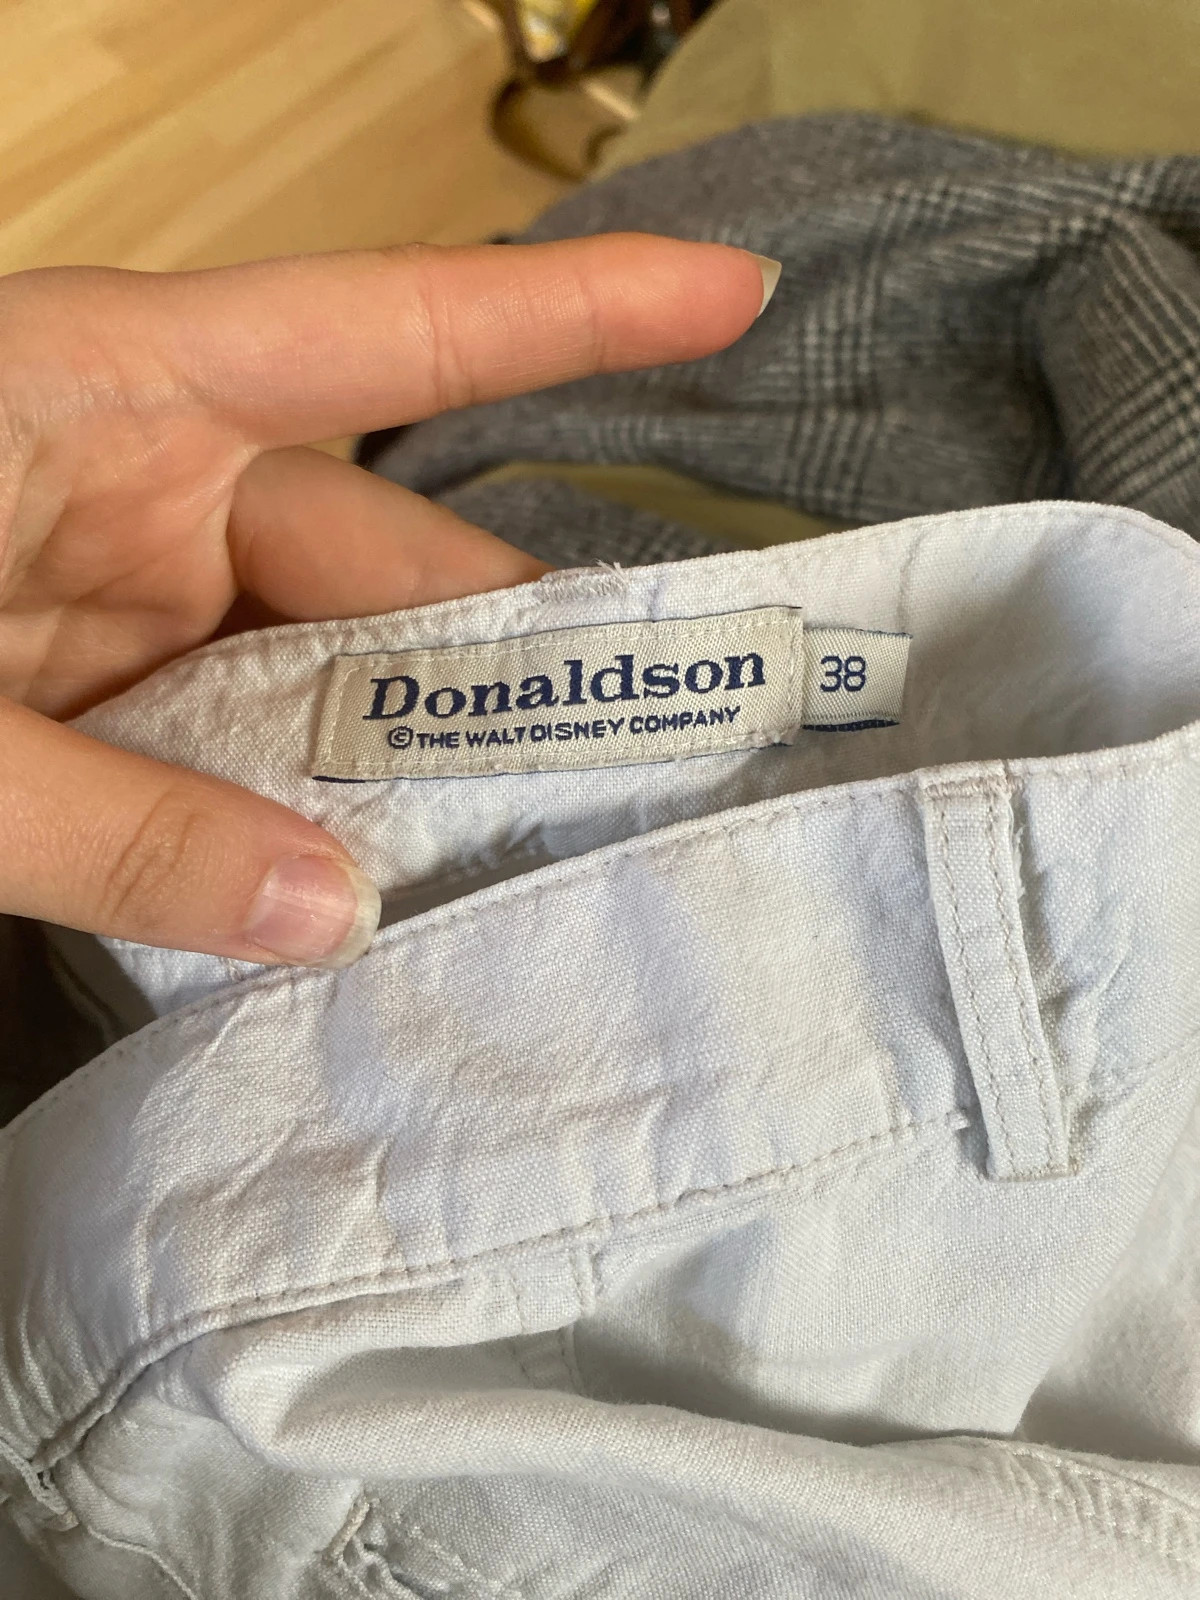 Donaldson
©THE WALT DISNEY COMPANY
38